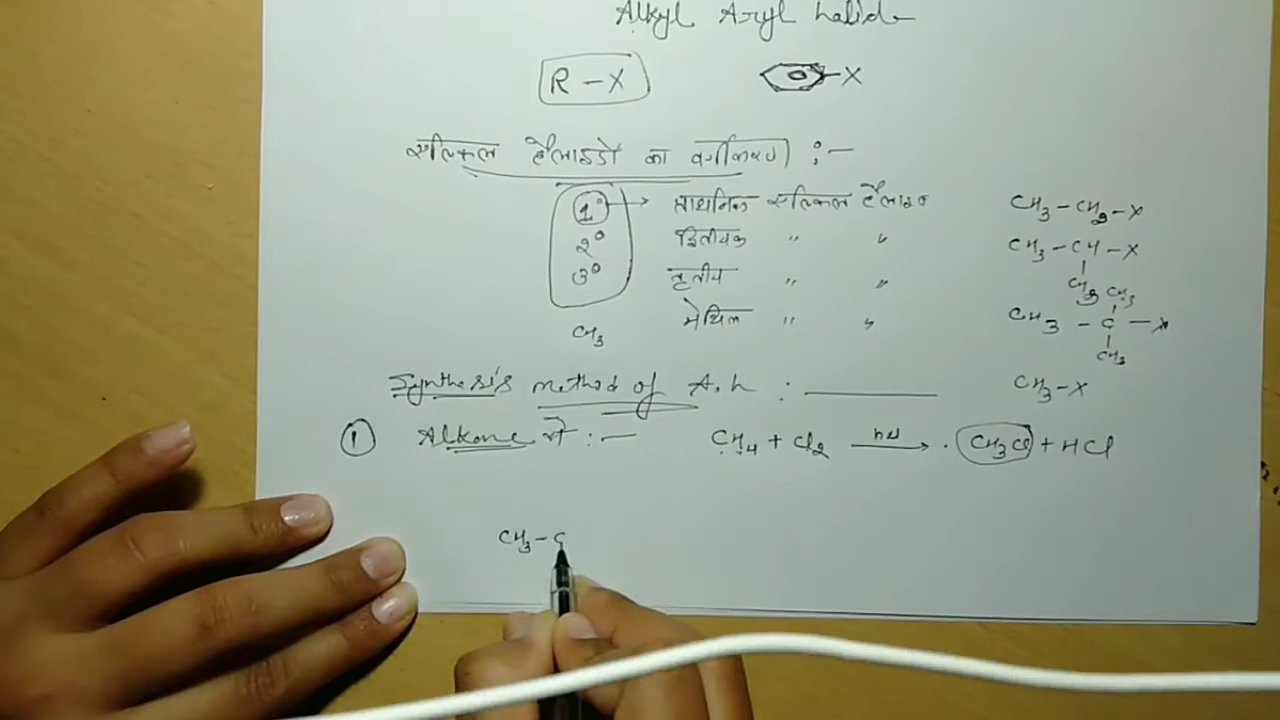 Alkyl Aryl halide
R - X   -X
एल्किल हैलाइडो का वर्गीकरण :-
1° → प्राथमिक एल्किल हैलाइड CH3 - CH2 - X
2° द्वितीयक " " CH3 - CH - X
CH3 CH3
3° तृतीय " " CH3 - C - X
CH3
CH3 मेथिल " " CH3 - X
Synthesis method of A.h :
① Alkane से :- CH4 + Cl2 hν → CH3Cl + HCl
CH3 - C